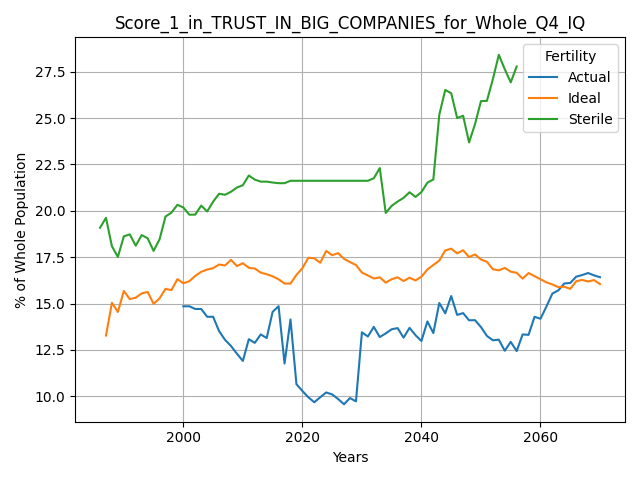 Score_1_in_TRUST_IN_BIG_COMPANIES_for_Whole_Q4_IQ
Fertility
Actual
Ideal
Sterile
% of Whole Population
27.5
25.0
22.5
20.0
17.5
15.0
12.5
10.0
2000
2020
2040
2060
Years